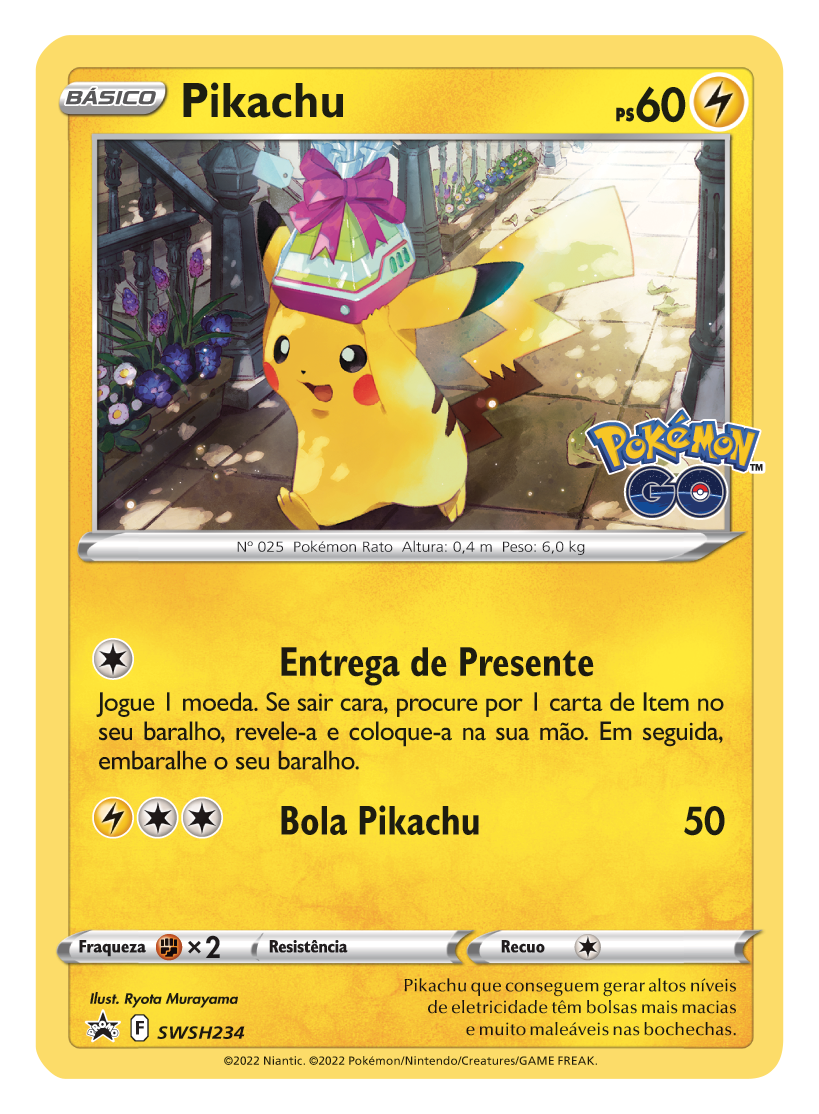 BÁSICO Pikachu PS60
POKÉMON™
GO
Nº 025 Pokémon Rato Altura: 0,4 m Peso: 6,0 kg
Entrega de Presente
Jogue 1 moeda. Se sair cara, procure por 1 carta de Item no
seu baralho, revele-a e coloque-a na sua mão. Em seguida,
embaralhe o seu baralho.
Bola Pikachu 50
Fraqueza ×2 Resistência Recuo
Pikachu que conseguem gerar altos níveis
de eletricidade têm bolsas mais macias
e muito maleáveis nas bochechas.
Ilust. Ryota Murayama
PROMO F SWSH234
©2022 Niantic. ©2022 Pokémon/Nintendo/Creatures/GAME FREAK.